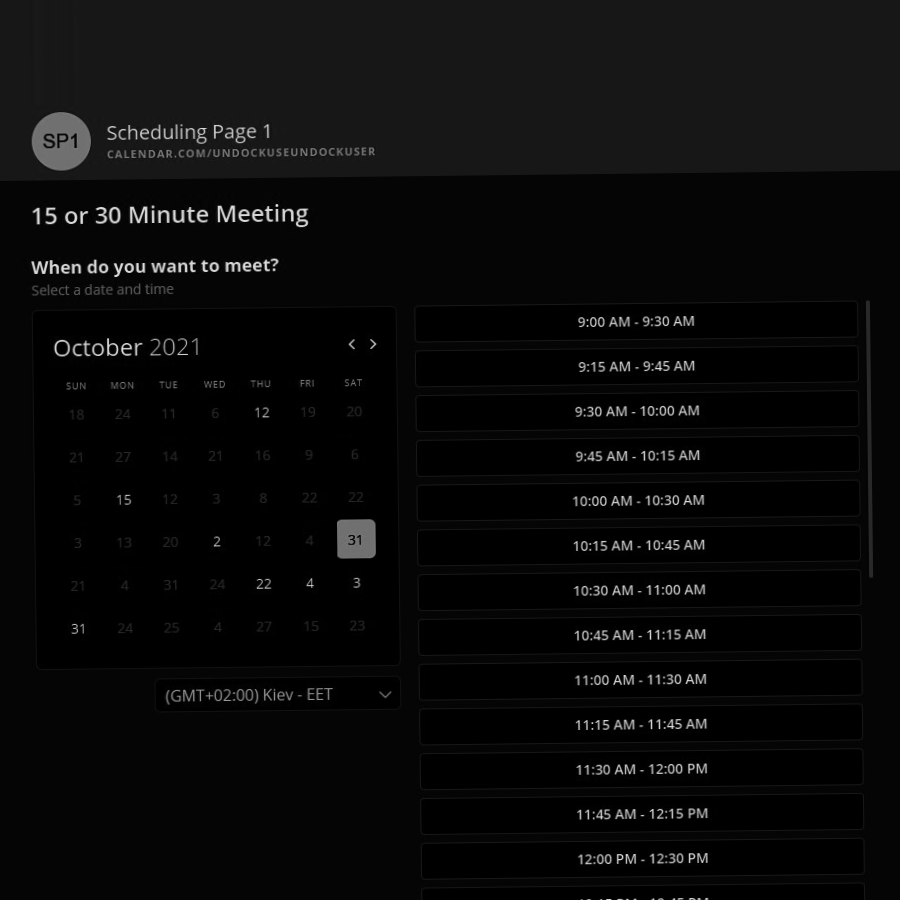 SP1
Scheduling Page 1
CALENDAR.COM/UNDOCKUSEUNDOCKUSER
15 or 30 Minute Meeting
When do you want to meet?
Select a date and time
October 2021
SUN MON TUE WED THU FRI SAT
18 24 11 6 12 19 20
21 27 14 21 16 9 6
5 15 12 3 8 22 22
3 13 20 2 12 4 31
21 4 31 24 22 4 3
31 24 25 4 27 15 23
(GMT+02:00) Kiev - EET
9:00 AM - 9:30 AM
9:15 AM - 9:45 AM
9:30 AM - 10:00 AM
9:45 AM - 10:15 AM
10:00 AM - 10:30 AM
10:15 AM - 10:45 AM
10:30 AM - 11:00 AM
10:45 AM - 11:15 AM
11:00 AM - 11:30 AM
11:15 AM - 11:45 AM
11:30 AM - 12:00 PM
11:45 AM - 12:15 PM
12:00 PM - 12:30 PM